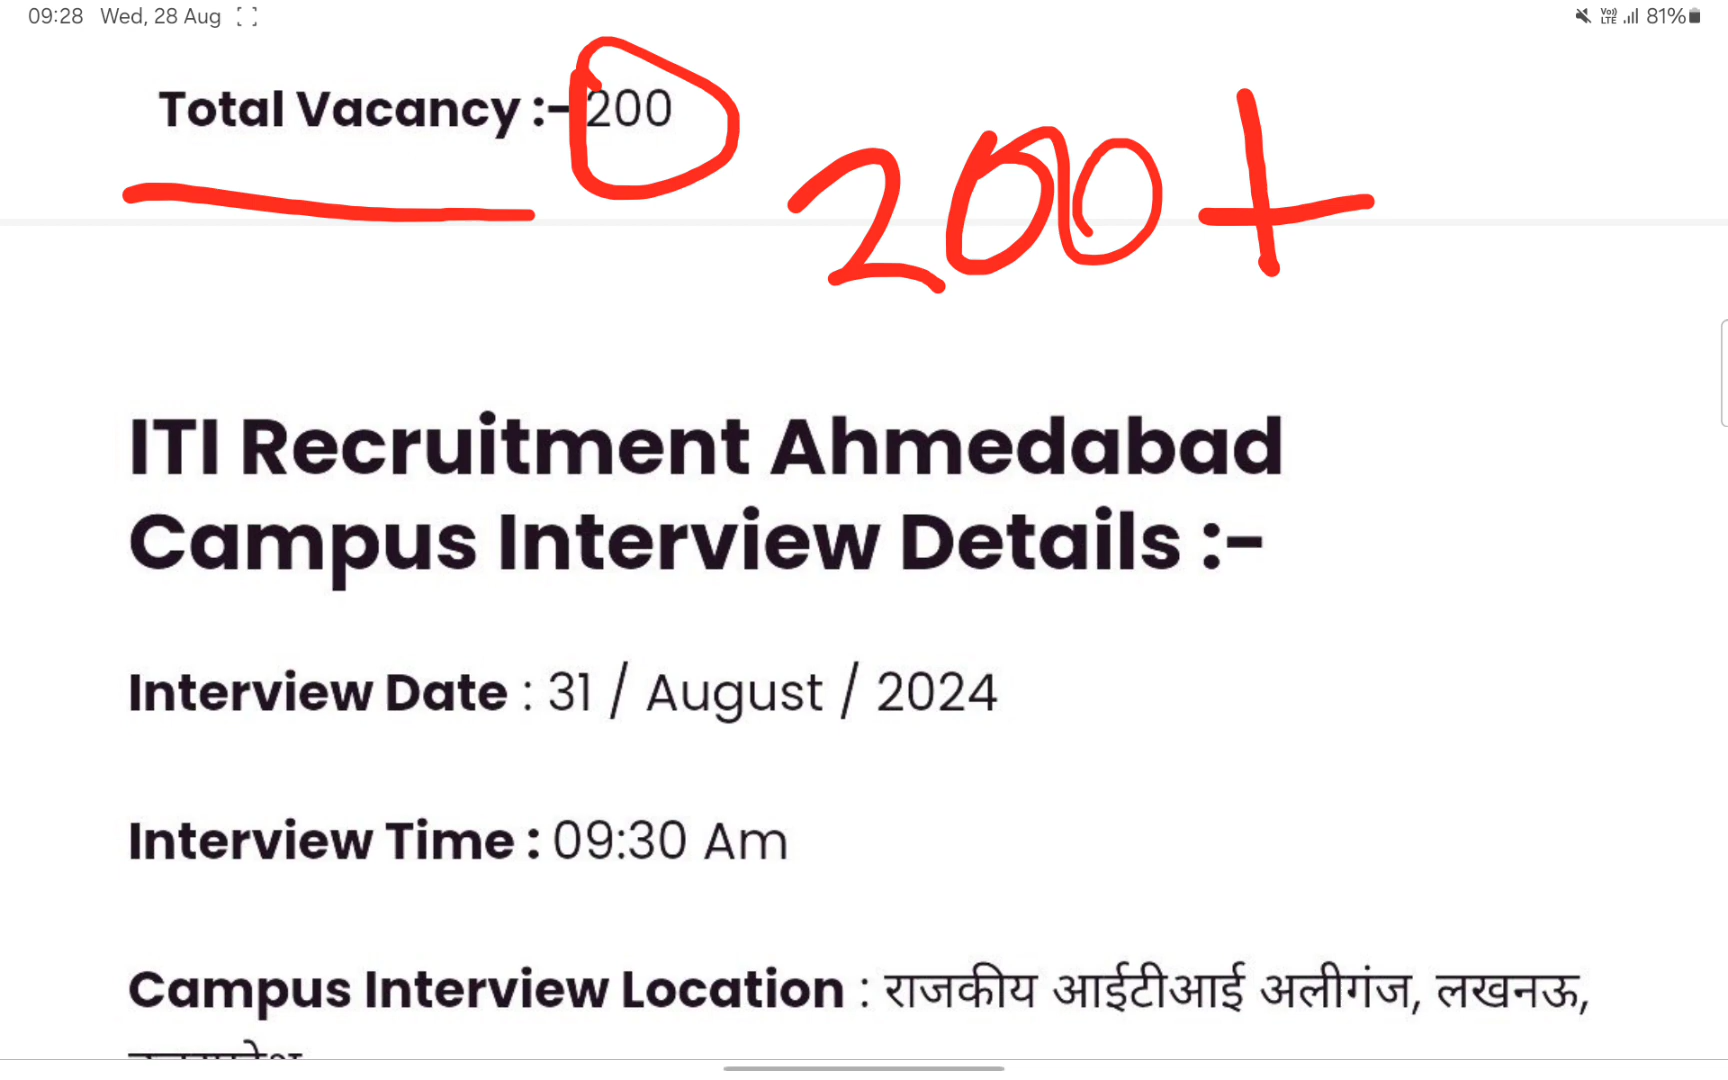 09:28 Wed, 28 Aug VoLTE 81%
Total Vacancy :- 200
200+
ITI Recruitment Ahmedabad
Campus Interview Details :-
Interview Date : 31 / August / 2024
Interview Time : 09:30 Am
Campus Interview Location : राजकीय आईटीआई अलीगंज, लखनऊ,